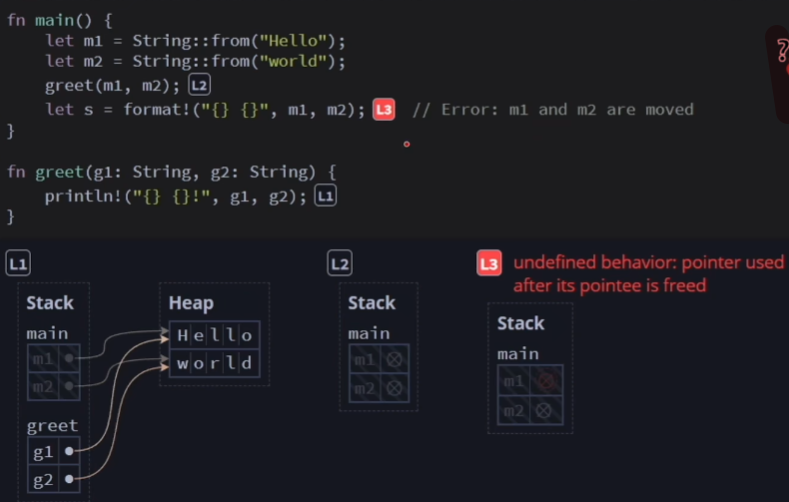 fn main() {
    let m1 = String::from("Hello");
    let m2 = String::from("world");
    greet(m1, m2); L2
    let s = format!("{} {}", m1, m2); L3 // Error: m1 and m2 are moved
}
fn greet(g1: String, g2: String) {
    println!("{} {}!", g1, g2); L1
}
?
L1
Stack
main
m1
m2
greet
g1
g2
Heap
Hello
world
L2
Stack
main
m1
m2
L3 undefined behavior: pointer used
after its pointee is freed
Stack
main
m1
m2